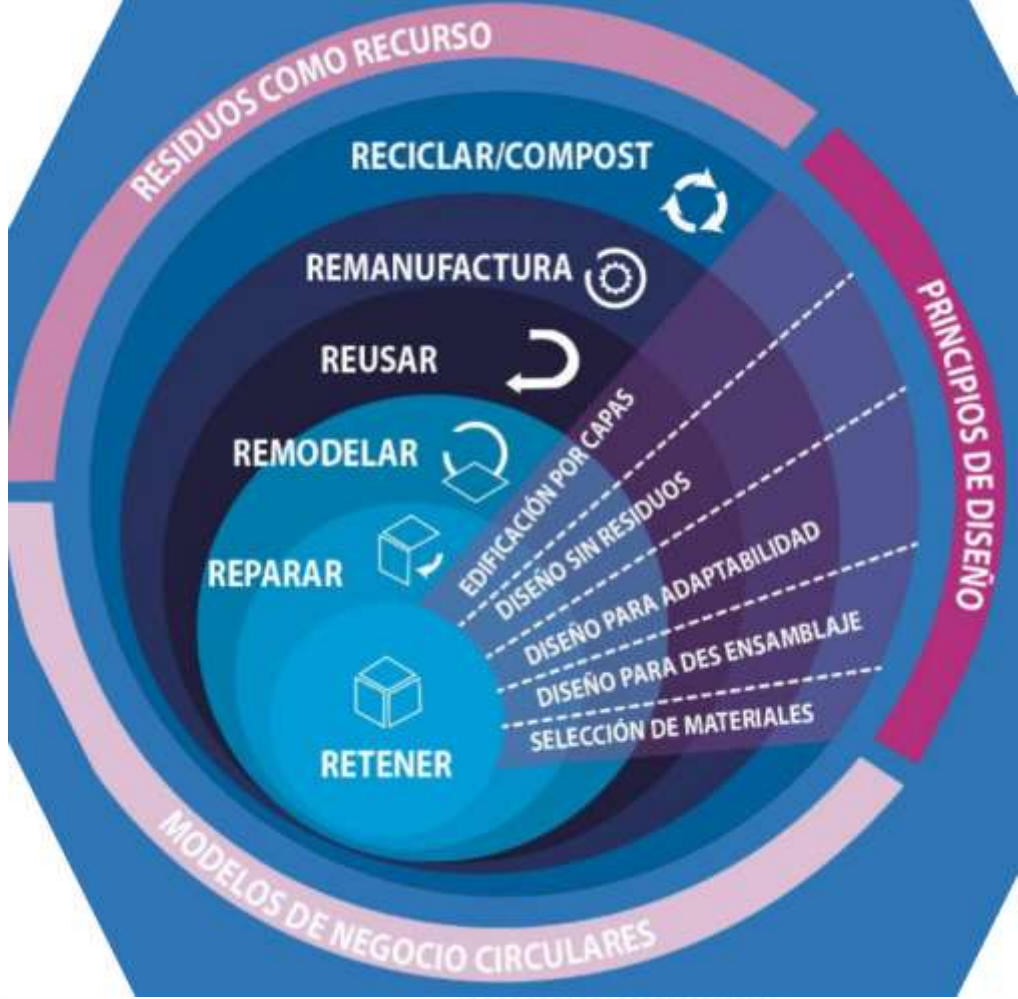 RESIDUOS COMO RECURSO
RECICLAR/COMPOST
REMANUFACTURA
REUSAR
REMODELAR
REPARAR
RETENER
EDIFICACIÓN POR CAPAS
DISEÑO SIN RESIDUOS
DISEÑO PARA ADAPTABILIDAD
DISEÑO PARA DES ENSAMBLAJE
SELECCIÓN DE MATERIALES
PRINCIPIOS DE DISEÑO
MODELOS DE NEGOCIO CIRCULARES